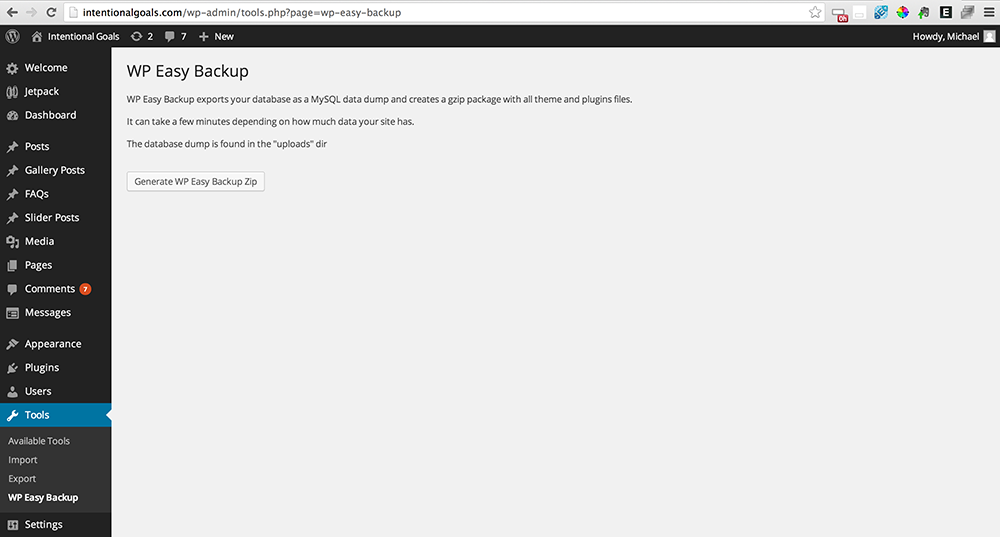 intentionalgoals.com/wp-admin/tools.php?page=wp-easy-backup
0h
E
Intentional Goals
2
7
New
Howdy, Michael
Welcome
Jetpack
Dashboard
Posts
Gallery Posts
FAQs
Slider Posts
Media
Pages
Comments 7
Messages
Appearance
Plugins
Users
Tools
Available Tools
Import
Export
WP Easy Backup
Settings
WP Easy Backup
WP Easy Backup exports your database as a MySQL data dump and creates a gzip package with all theme and plugins files.
It can take a few minutes depending on how much data your site has.
The database dump is found in the "uploads" dir
Generate WP Easy Backup Zip